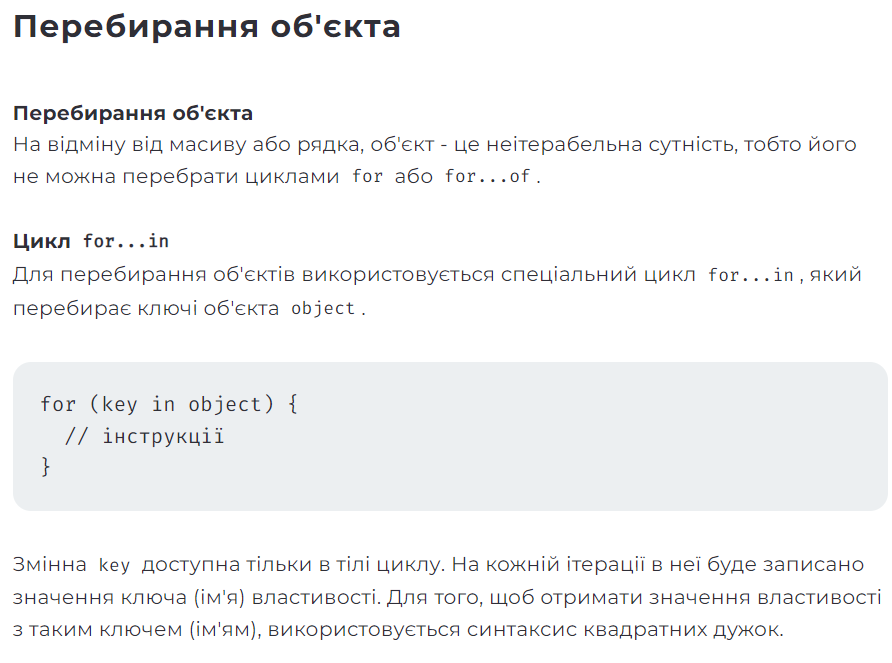 Перебирання об'єкта
Перебирання об'єкта
На відміну від масиву або рядка, об'єкт - це неітерабельна сутність, тобто його
не можна перебрати циклами for або for...of.
Цикл for...in
Для перебирання об'єктів використовується спеціальний цикл for...in, який
перебирає ключі об'єкта object.
for (key in object) {
  // інструкції
}
Змінна key доступна тільки в тілі циклу. На кожній ітерації в неї буде записано
значення ключа (ім'я) властивості. Для того, щоб отримати значення властивості
з таким ключем (ім'ям), використовується синтаксис квадратних дужок.